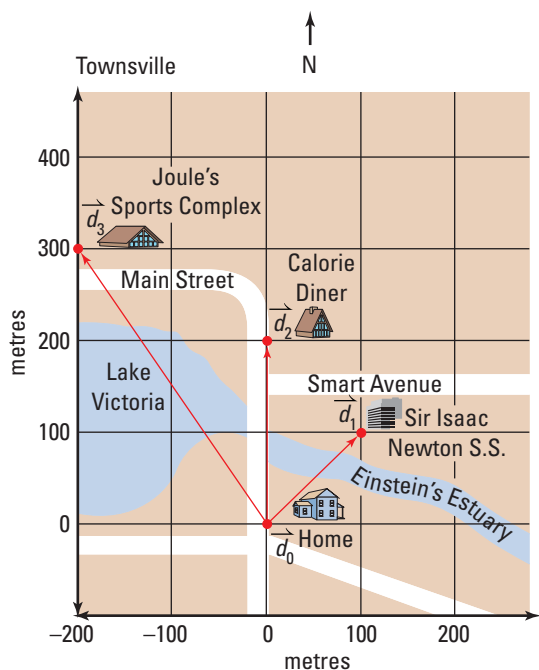 N
Townsville
400
Joule's
Sports Complex
d₃
300
Main Street
Calorie
Diner
d₂
200
metres
Lake
Victoria
Smart Avenue
d₁
Sir Isaac
Newton S.S.
100
Einstein's Estuary
0
d₀
Home
–200
–100
0
100
200
metres